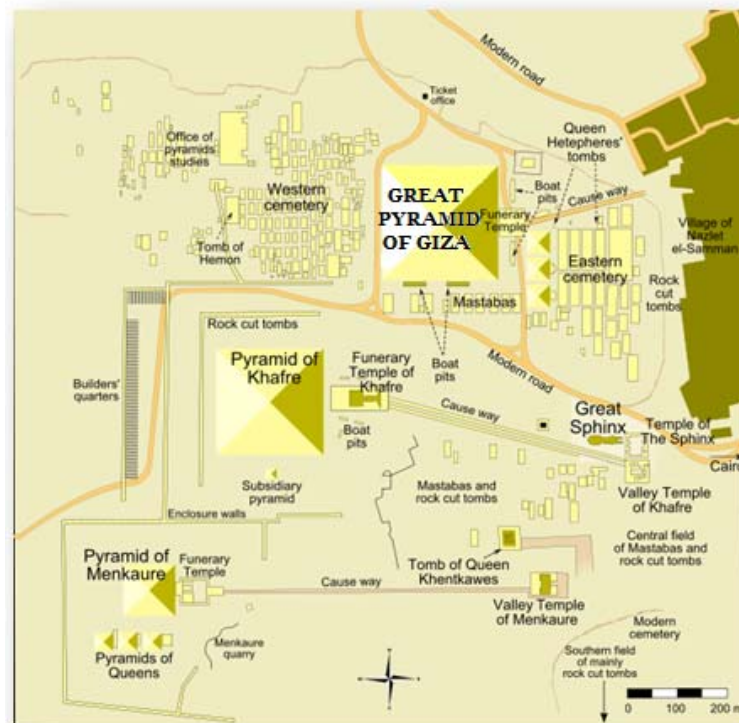 Modern road
Ticket
office
Office of
pyramids
studies
Queen
Hetepheres'
tombs
Western
cemetery
Boat
pits
Cause way
GREAT
PYRAMID
OF GIZA
Funerary
Temple
Village of
Nazlet
el-Samman
Tomb of
Hemon
Eastern
cemetery
Rock
cut
tombs
Mastabas
Rock cut tombs
Boat
pits
Modern road
Pyramid of
Khafre
Funerary
Temple of
Khafre
Builders'
quarters
Cause way
Great
Sphinx
Temple of
The Sphinx
Boat
pits
Cair
Subsidiary
pyramid
Mastabas and
rock cut tombs
Valley Temple
of Khafre
Enclosure walls
Central field
of Mastabas and
rock cut tombs
Pyramid of
Menkaure
Funerary
Temple
Tomb of Queen
Khentkawes
Cause way
Valley Temple
of Menkaure
Modern
cemetery
Pyramids of
Queens
Menkaure
quarry
Southern field
of mainly
rock cut tombs
0 100 200 m